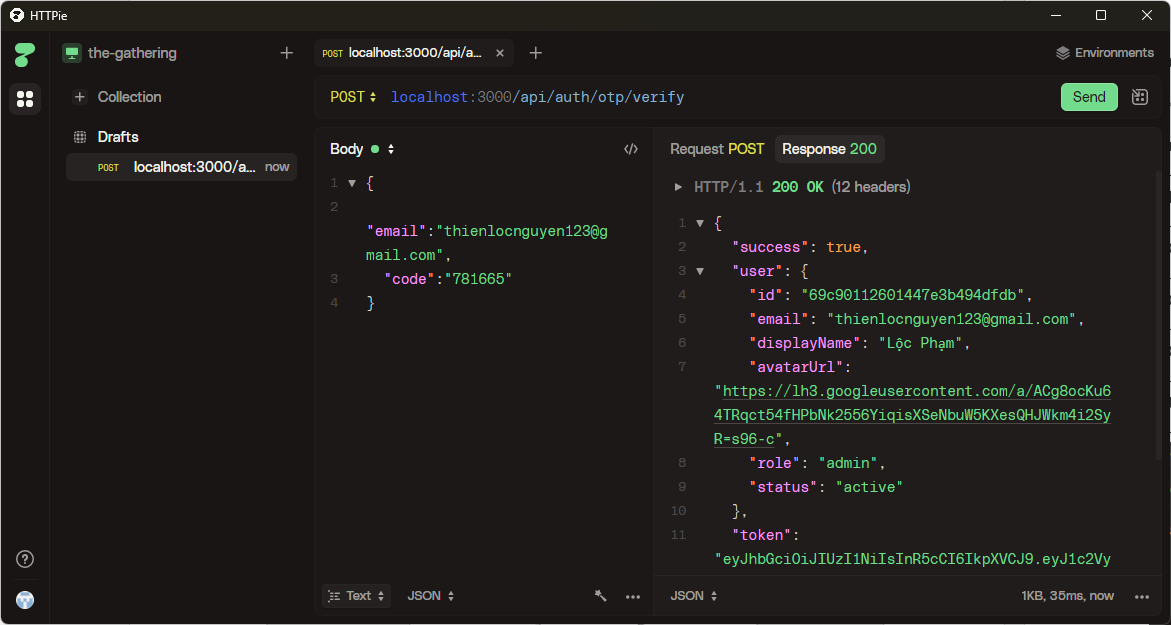 HTTPie
the-gathering
POST localhost:3000/api/a...
Environments
Collection
POST localhost:3000/api/auth/otp/verify
Send
Drafts
POST localhost:3000/a... now
Body
Request POST Response 200
1 {
2
"email":"thienlocnguyen123@g
mail.com",
3 "code":"781665"
4 }
HTTP/1.1 200 OK (12 headers)
1 {
2 "success": true,
3 "user": {
4 "id": "69c90112601447e3b494dfdb",
5 "email": "thienlocnguyen123@gmail.com",
6 "displayName": "Lộc Phạm",
7 "avatarUrl":
"https://lh3.googleusercontent.com/a/ACg8ocKu6
4TRqct54fHPbNk2556YiqisXSeNbuW5KXesQHJWkm4i2Sy
R=s96-c",
8 "role": "admin",
9 "status": "active"
10 },
11 "token":
"eyJhbGciOiJIUzI1NiIsInR5cCI6IkpXVCJ9.eyJ1c2Vy
Text JSON
JSON 1KB, 35ms, now